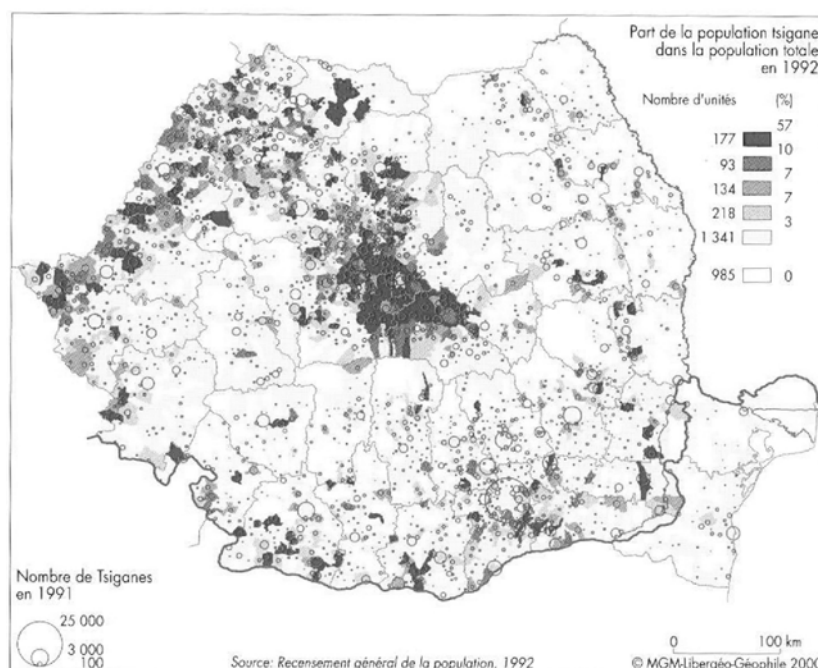 Part de la population tsigane
dans la population totale
en 1992
Nombre d'unités (%)
57
177
10
93
7
134
7
218
3
1 341
985 0
Nombre de Tsiganes
en 1991
25 000
3 000
100
Source: Recensement général de la population, 1992
0 100 km
© MGM-Libergéo-Géophile 2000